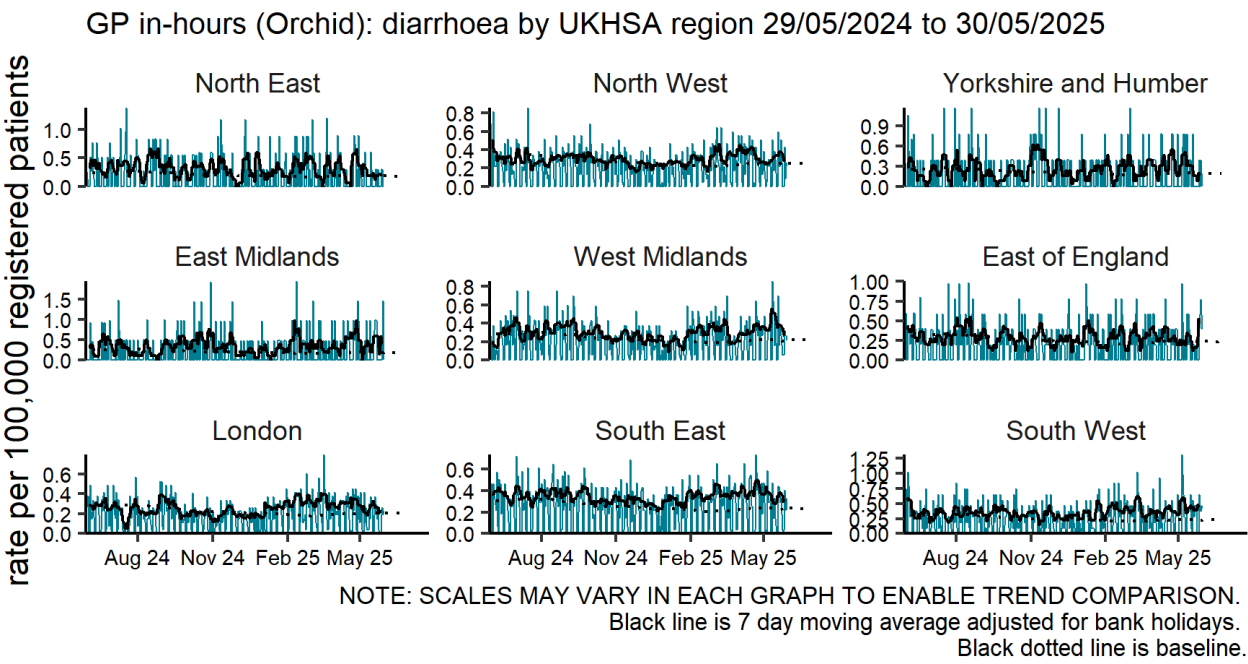 GP in-hours (Orchid): diarrhoea by UKHSA region 29/05/2024 to 30/05/2025
rate per 100,000 registered patients
North East
1.0
0.5
0.0
North West
0.8
0.6
0.4
0.2
0.0
Yorkshire and Humber
0.9
0.6
0.3
0.0
East Midlands
1.5
1.0
0.5
0.0
West Midlands
0.8
0.6
0.4
0.2
0.0
East of England
1.00
0.75
0.50
0.25
0.00
London
0.6
0.4
0.2
0.0
South East
0.6
0.4
0.2
0.0
South West
1.25
1.00
0.75
0.50
0.25
0.00
Aug 24 Nov 24 Feb 25 May 25
Aug 24 Nov 24 Feb 25 May 25
Aug 24 Nov 24 Feb 25 May 25
NOTE: SCALES MAY VARY IN EACH GRAPH TO ENABLE TREND COMPARISON.
Black line is 7 day moving average adjusted for bank holidays.
Black dotted line is baseline.